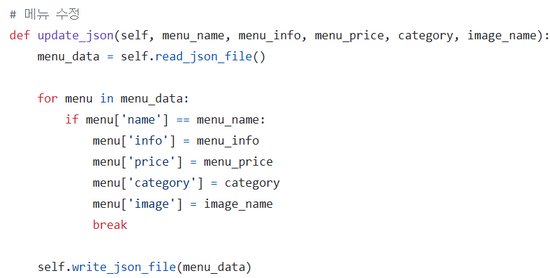 # 메뉴 수정
def update_json(self, menu_name, menu_info, menu_price, category, image_name):
    menu_data = self.read_json_file()

    for menu in menu_data:
        if menu['name'] == menu_name:
            menu['info'] = menu_info
            menu['price'] = menu_price
            menu['category'] = category
            menu['image'] = image_name
            break

    self.write_json_file(menu_data)